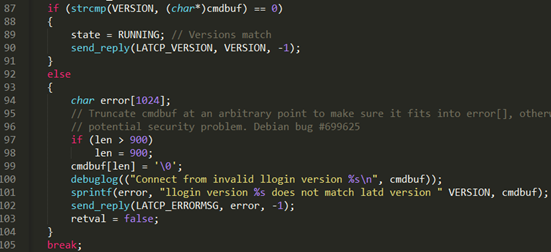 87 if (strcmp(VERSION, (char*)cmdbuf) == 0)
88 {
89 state = RUNNING; // Versions match
90 send_reply(LATCP_VERSION, VERSION, -1);
91 }
92 else
93 {
94 char error[1024];
95 // Truncate cmdbuf at an arbitrary point to make sure it fits into error[], otherw
96 // potential security problem. Debian bug #699625
97 if (len > 900)
98 len = 900;
99 cmdbuf[len] = '\0';
100 debuglog(("Connect from invalid llogin version %s\n", cmdbuf));
101 sprintf(error, "llogin version %s does not match latd version " VERSION, cmdbuf);
102 send_reply(LATCP_ERRORMSG, error, -1);
103 retval = false;
104 }
105 break;